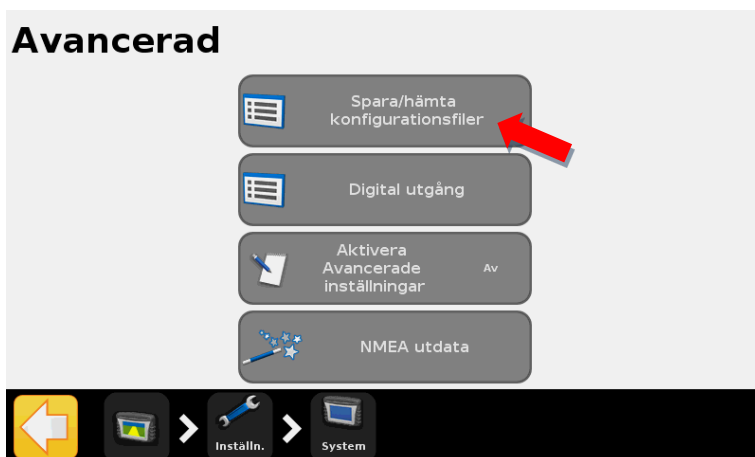 Avancerad
Spara/hämta
konfigurationsfiler
Digital utgång
Aktivera
Avancerade
inställningar
Av
NMEA utdata
Inställn.
System